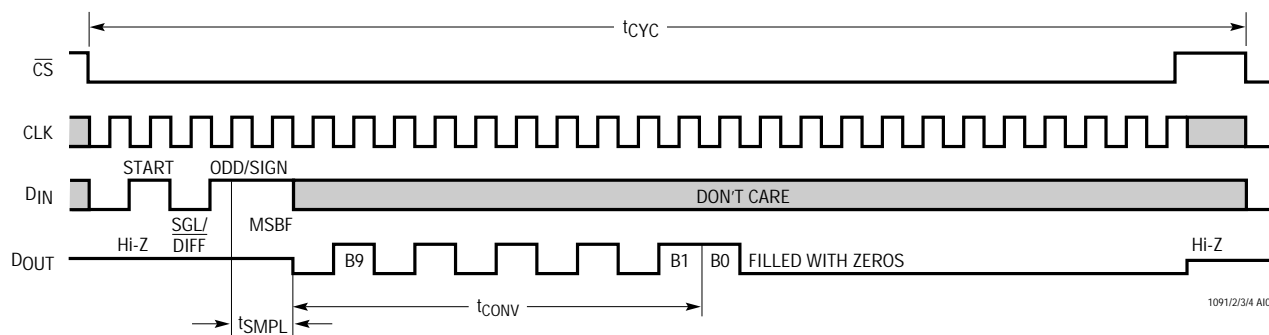 tCYC
CS
CLK
START
ODD/SIGN
DIN
DON'T CARE
SGL/
DIFF
MSBF
Hi-Z
Hi-Z
DOUT
B9
B1
B0
FILLED WITH ZEROS
tCONV
tSMPL
1091/2/3/4 AI0